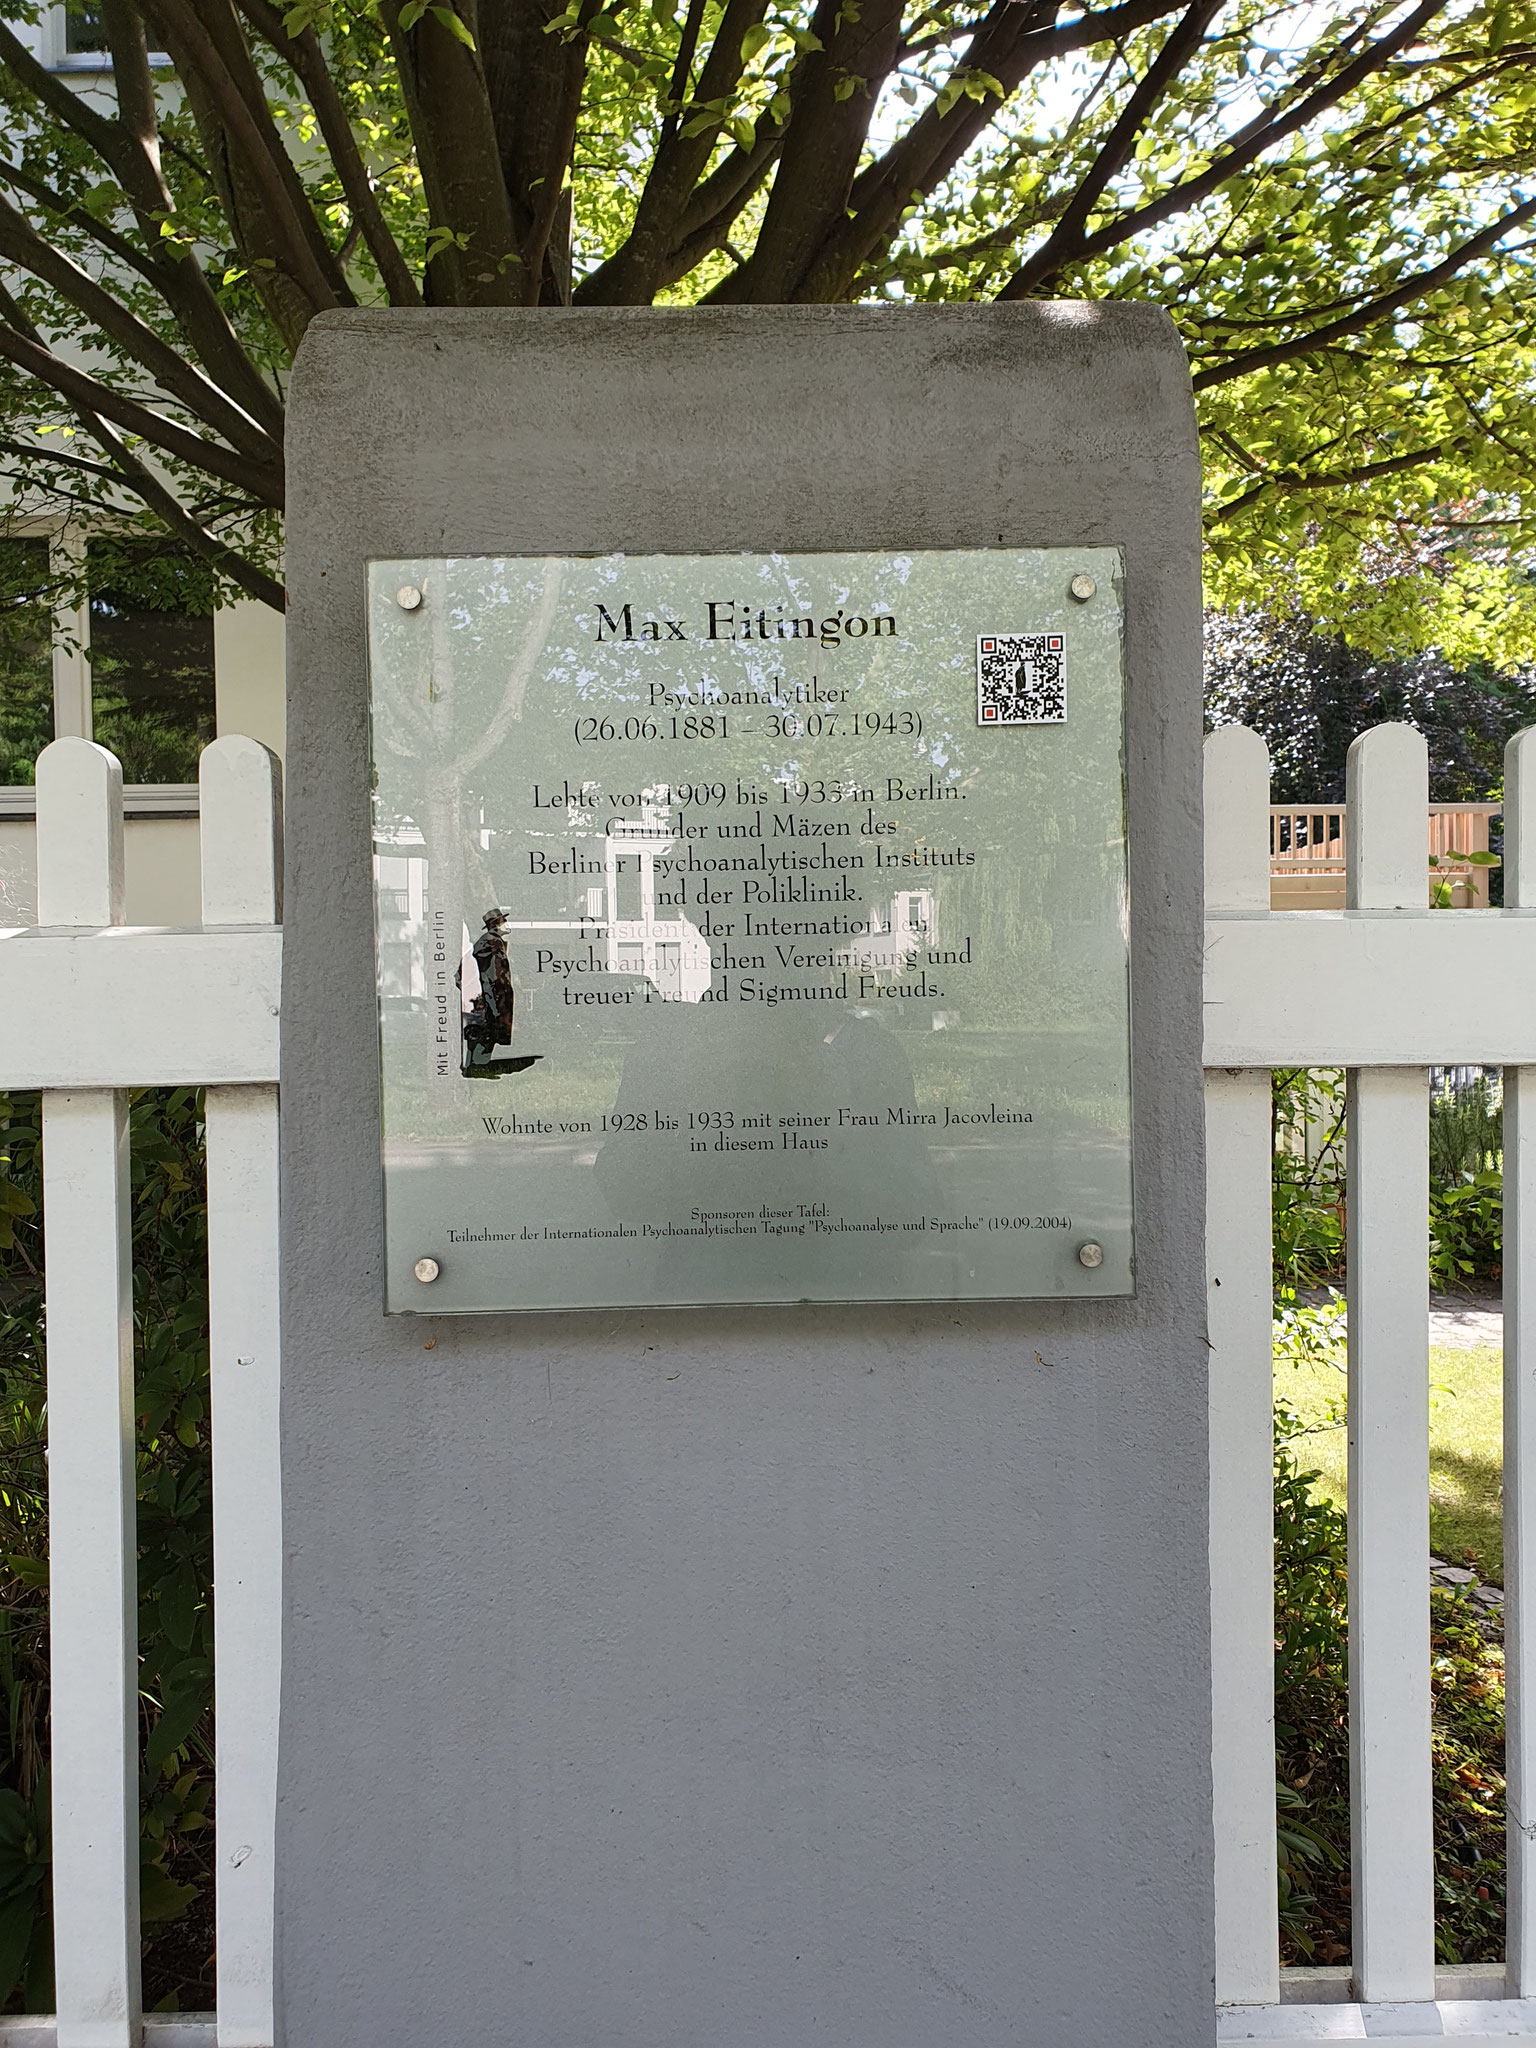 Max Eitingon
Psychoanalytiker
(26.06.1881 – 30.07.1943)
Lebte von 1909 bis 1933 in Berlin.
Gründer und Mäzen des
Berliner Psychoanalytischen Instituts
und der Poliklinik.
Präsident der Internationalen
Psychoanalytischen Vereinigung und
treuer Freund Sigmund Freuds.
Mit Freud in Berlin
Wohnte von 1928 bis 1933 mit seiner Frau Mirra Jacovleina
in diesem Haus
Sponsoren dieser Tafel:
Teilnehmer der Internationalen Psychoanalytischen Tagung "Psychoanalyse und Sprache" (19.09.2004)